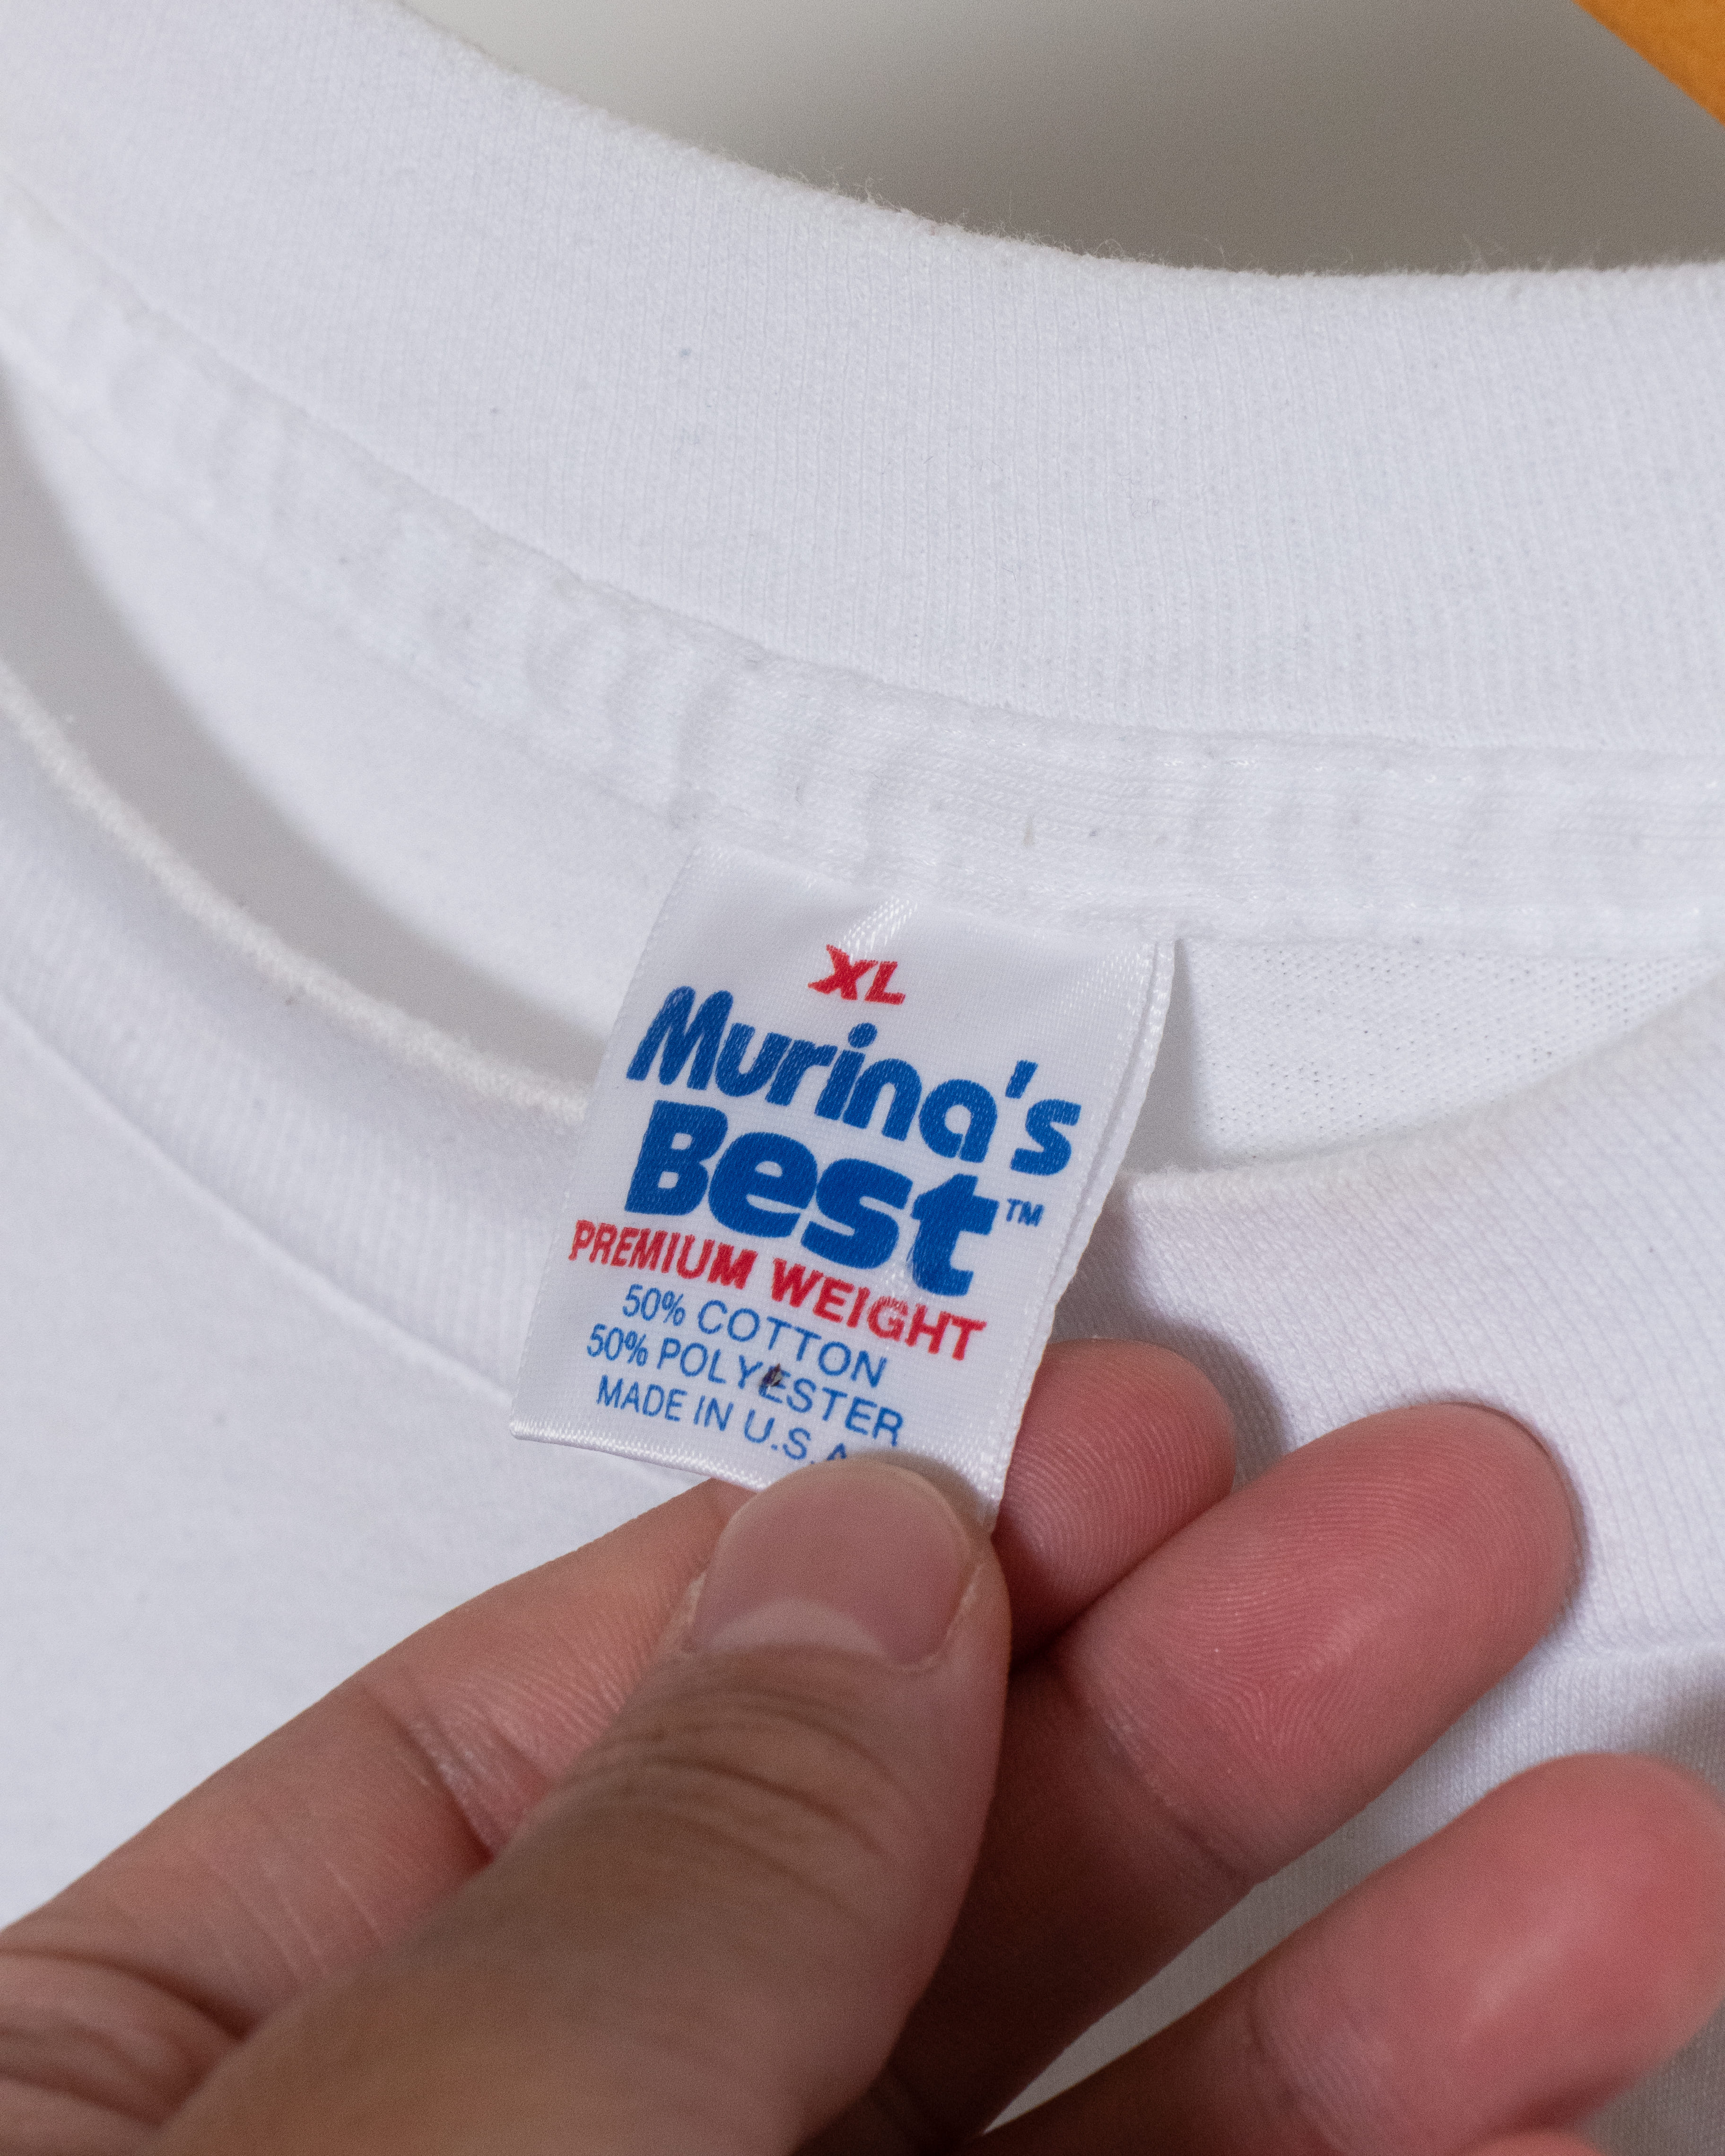 XL
Murina's
Best™
PREMIUM WEIGHT
50% COTTON
50% POLYESTER
MADE IN U.S.A